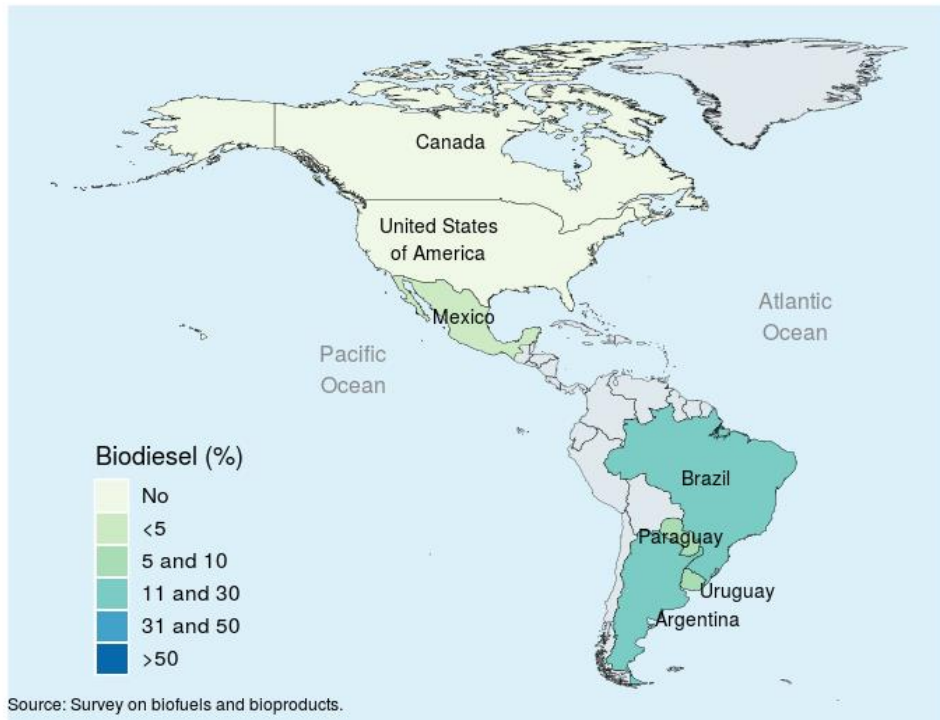 Canada
United States
of America
Mexico
Atlantic
Ocean
Pacific
Ocean
Brazil
Paraguay
Uruguay
Argentina
Biodiesel (%)
No
<5
5 and 10
11 and 30
31 and 50
>50
Source: Survey on biofuels and bioproducts.